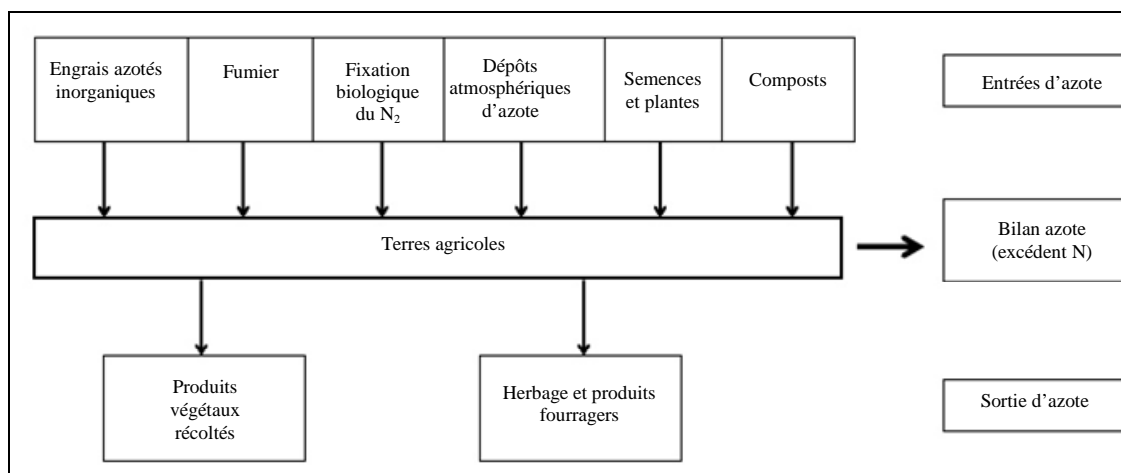 Engrais azotés
inorganiques
Fumier
Fixation
biologique
du N₂
Dépôts
atmosphériques
d’azote
Semences
et plantes
Composts
Entrées d’azote
Terres agricoles
Bilan azote
(excédent N)
Produits
végétaux
récoltés
Herbage et produits
fourragers
Sortie d’azote